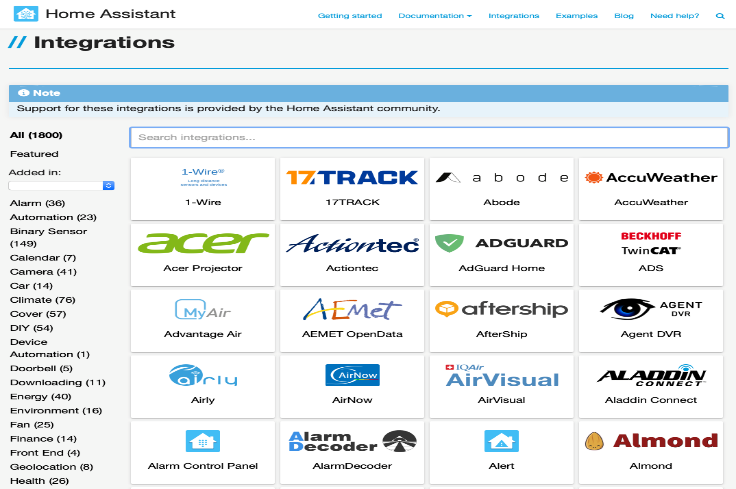 Home Assistant
Getting started Documentation Integrations Examples Blog Need help?
// Integrations
Note
Support for these integrations is provided by the Home Assistant community.
All (1800)
Featured
Added in:
Alarm (36)
Automation (23)
Binary Sensor
(149)
Calendar (7)
Camera (41)
Car (14)
Climate (76)
Cover (57)
DIY (54)
Device
Automation (1)
Doorbell (5)
Downloading (11)
Energy (40)
Environment (16)
Fan (25)
Finance (14)
Front End (4)
Geolocation (8)
Health (26)
Search integrations...
1-Wire®
Long distance
sensors and devices
1-Wire
17TRACK
17TRACK
abode
Abode
AccuWeather
AccuWeather
acer
Acer Projector
Actiontec
Actiontec
ADGUARD
AdGuard Home
BECKHOFF
TwinCAT
ADS
MyAir
Advantage Air
AEMet
AEMET OpenData
aftership
AfterShip
AGENT
DVR
Agent DVR
airly
Airly
AirNow
AirNow
IQAir
AirVisual
AirVisual
ALADDIN
CONNECT
Aladdin Connect
Alarm Control Panel
Alarm
Decoder
AlarmDecoder
Alert
Almond
Almond